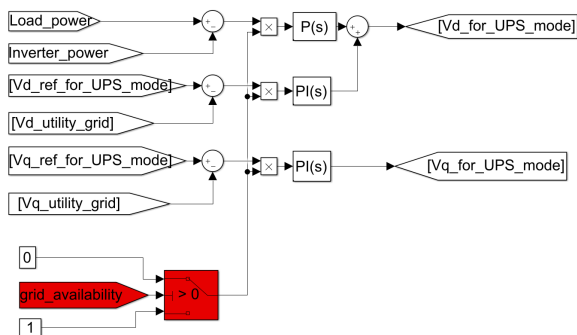 Load_power
Inverter_power
P(s)
[Vd_for_UPS_mode]
[Vd_ref_for_UPS_mode]
[Vd_utility_grid]
PI(s)
[Vq_ref_for_UPS_mode]
[Vq_utility_grid]
PI(s)
[Vq_for_UPS_mode]
0
grid_availability
> 0
1